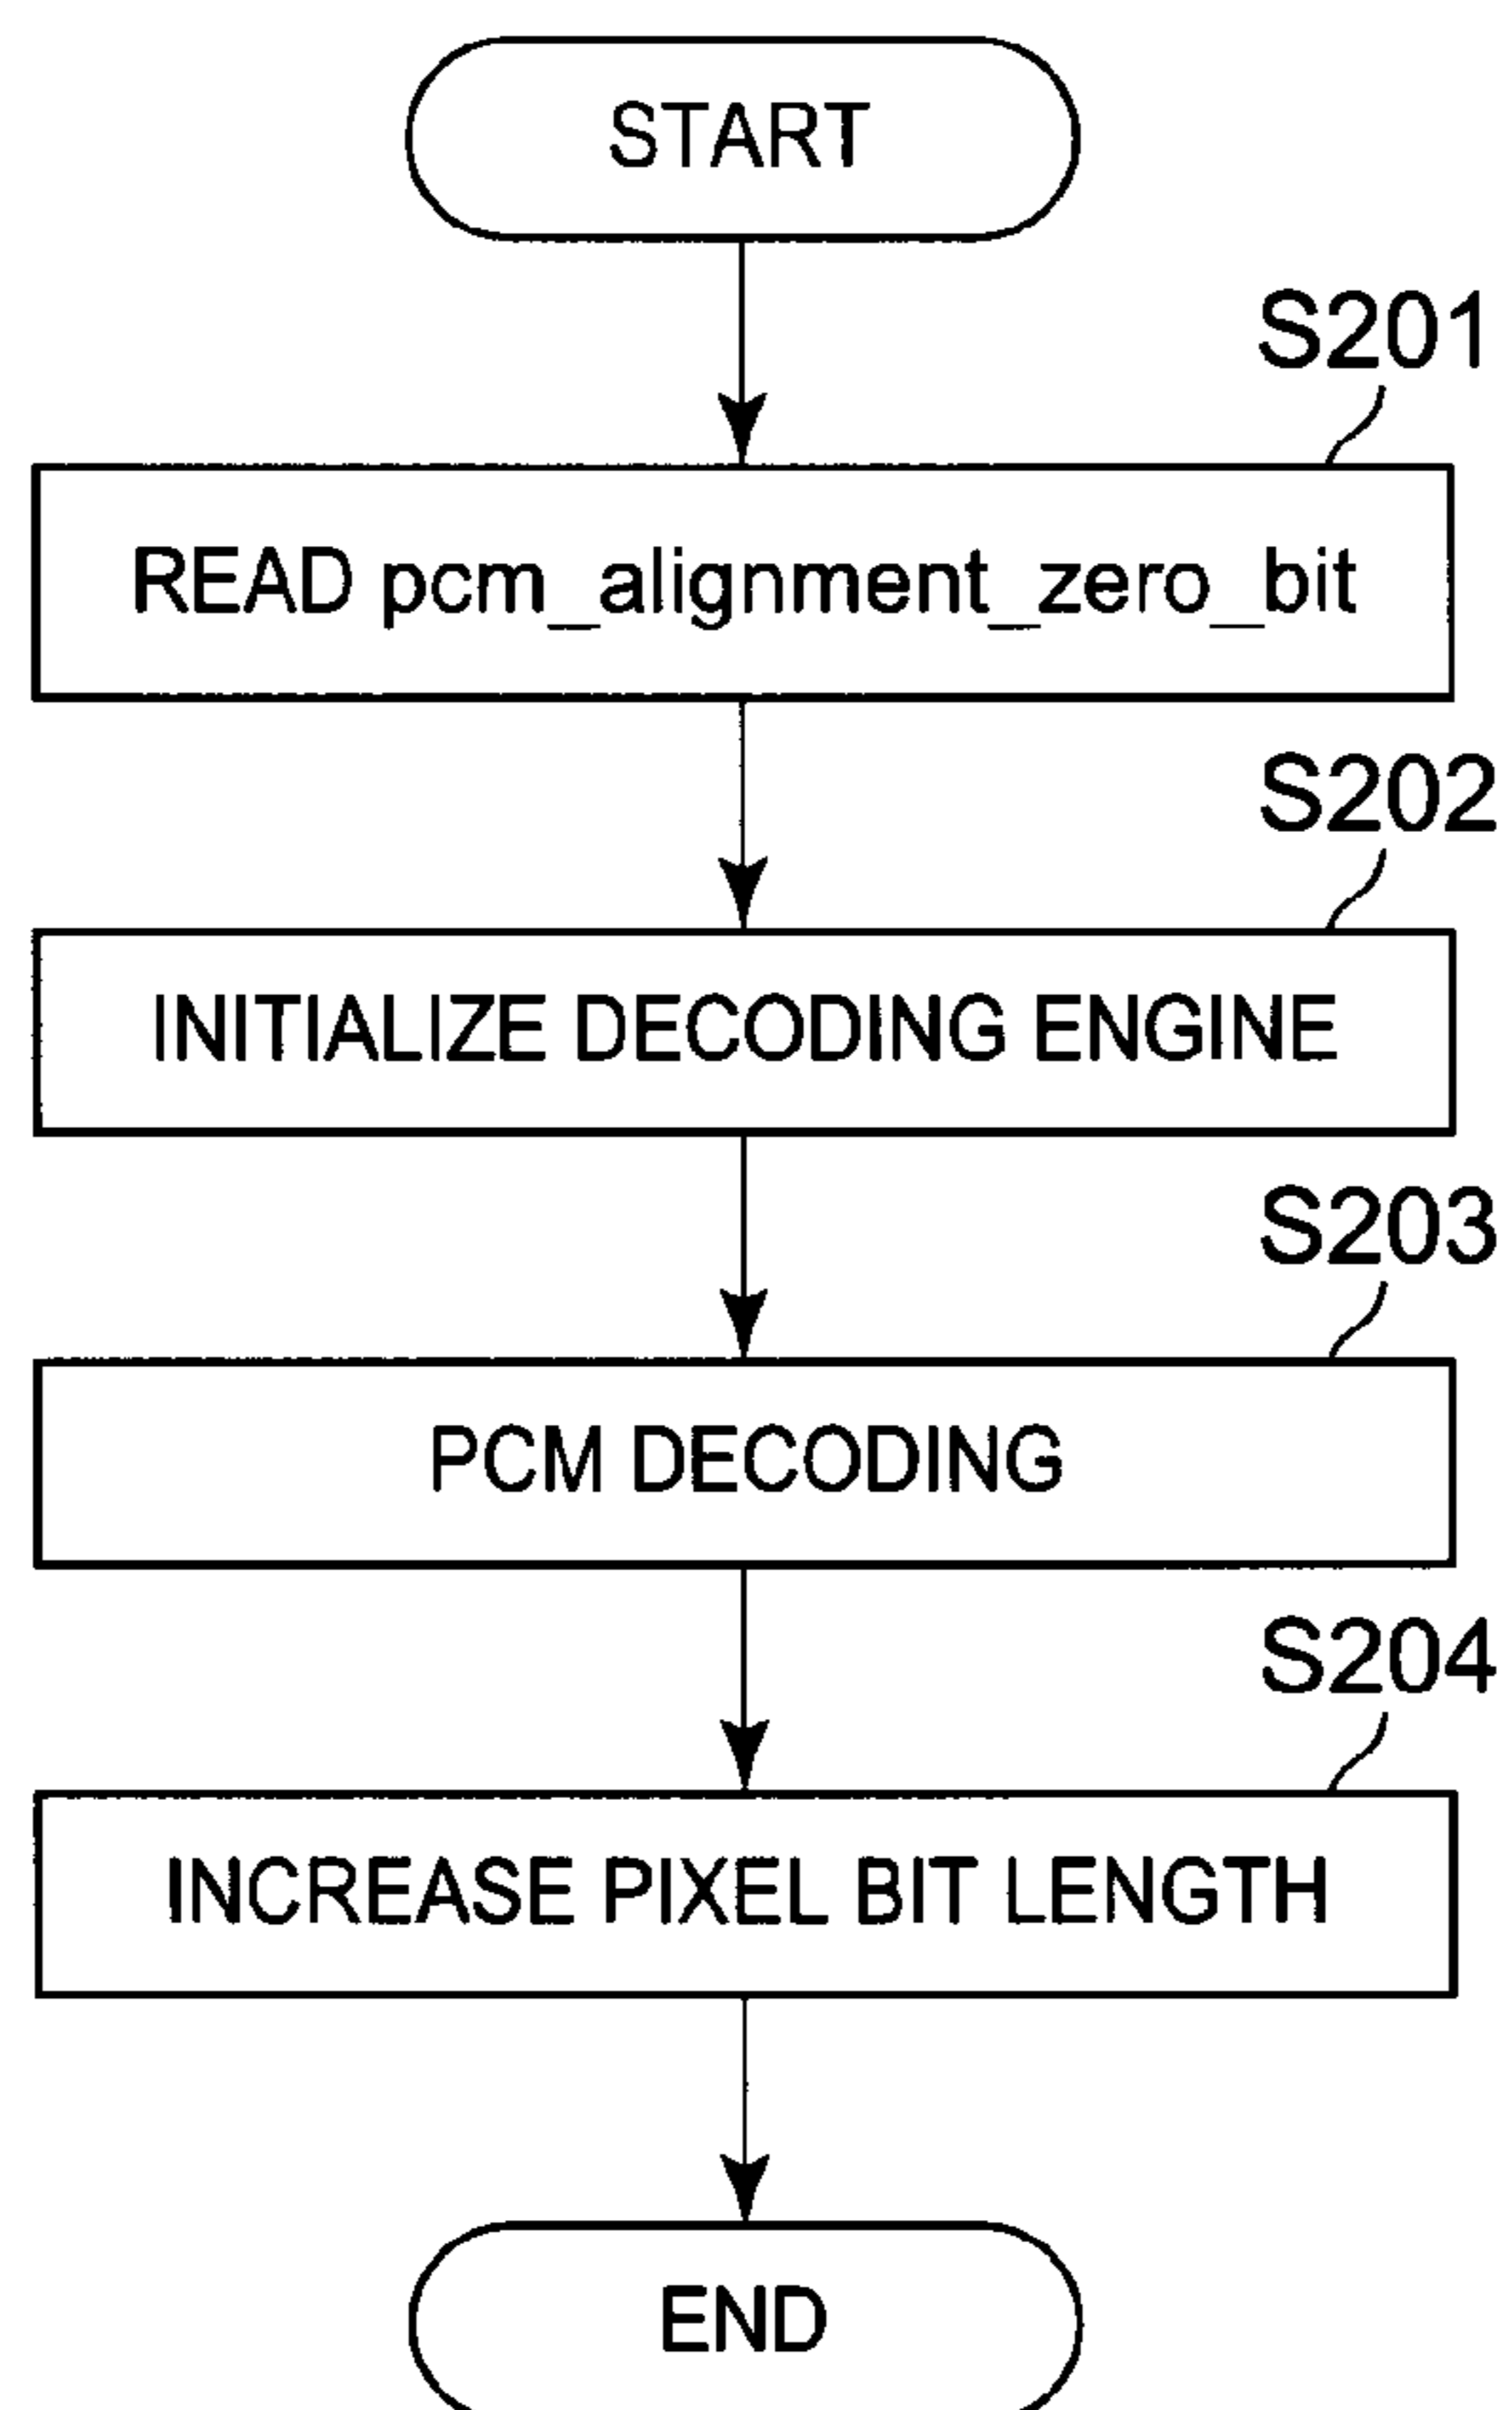 START
S201
READ pcm_alignment_zero_bit
S202
INITIALIZE DECODING ENGINE
S203
PCM DECODING
S204
INCREASE PIXEL BIT LENGTH
END